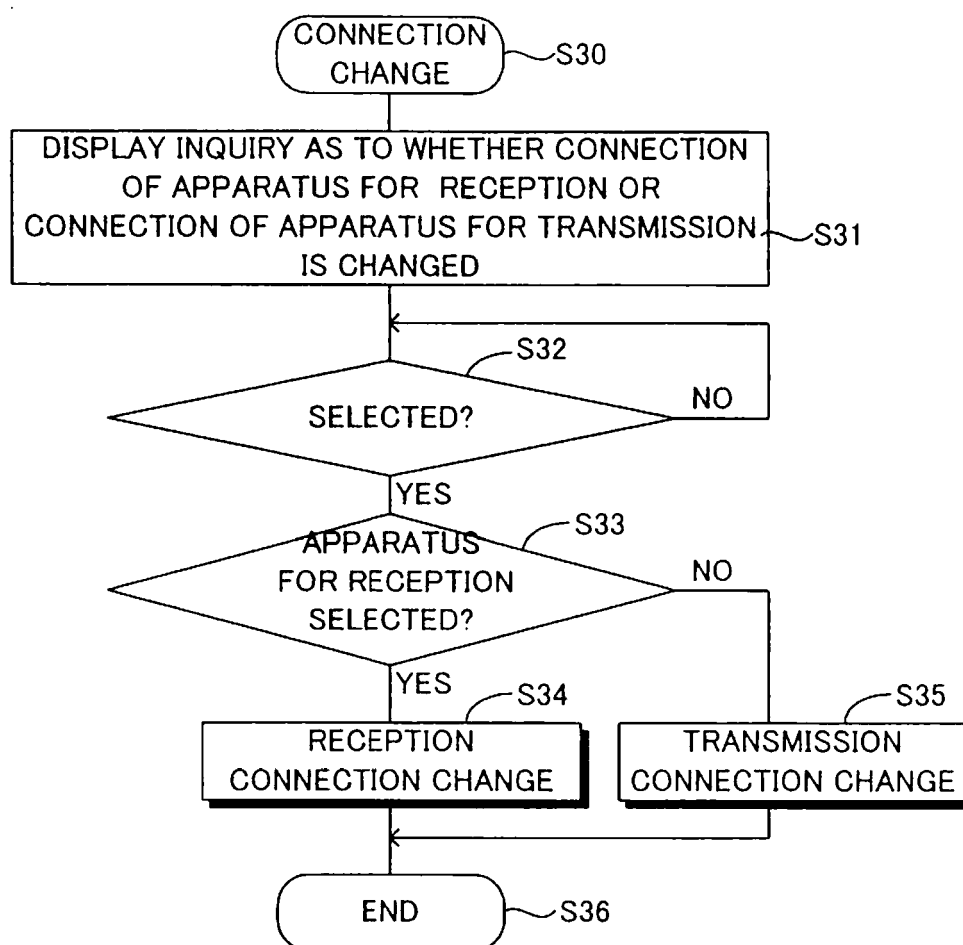 CONNECTION
CHANGE
S30
DISPLAY INQUIRY AS TO WHETHER CONNECTION
OF APPARATUS FOR RECEPTION OR
CONNECTION OF APPARATUS FOR TRANSMISSION
IS CHANGED
S31
S32
SELECTED?
NO
YES
S33
APPARATUS
FOR RECEPTION
SELECTED?
NO
YES
S34
RECEPTION
CONNECTION CHANGE
S35
TRANSMISSION
CONNECTION CHANGE
END
S36